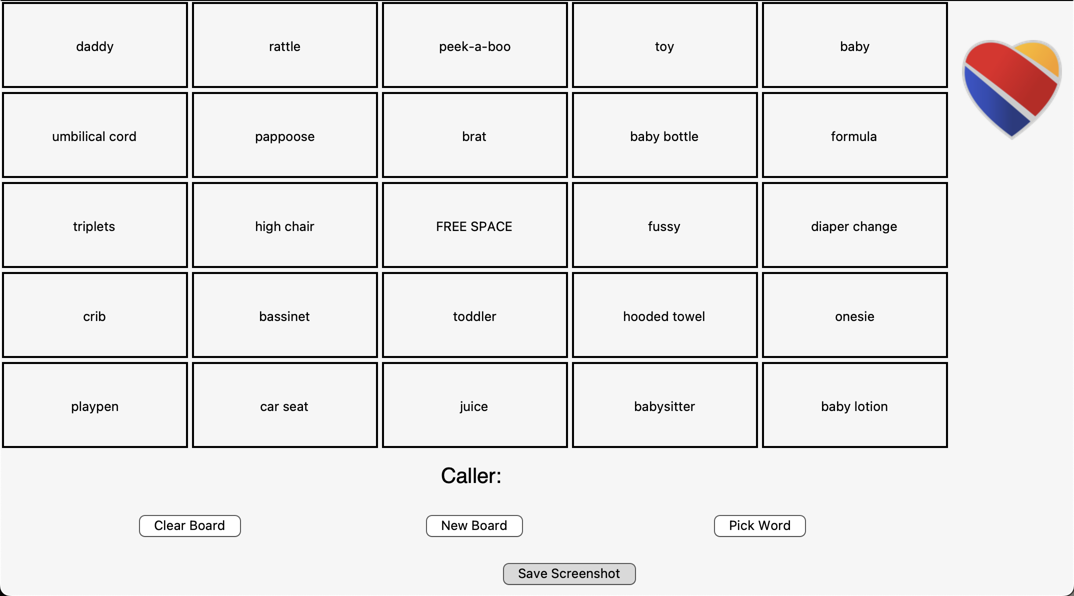 daddy
rattle
peek-a-boo
toy
baby
umbilical cord
pappoose
brat
baby bottle
formula
triplets
high chair
FREE SPACE
fussy
diaper change
crib
bassinet
toddler
hooded towel
onesie
playpen
car seat
juice
babysitter
baby lotion
Caller:
Clear Board
New Board
Pick Word
Save Screenshot